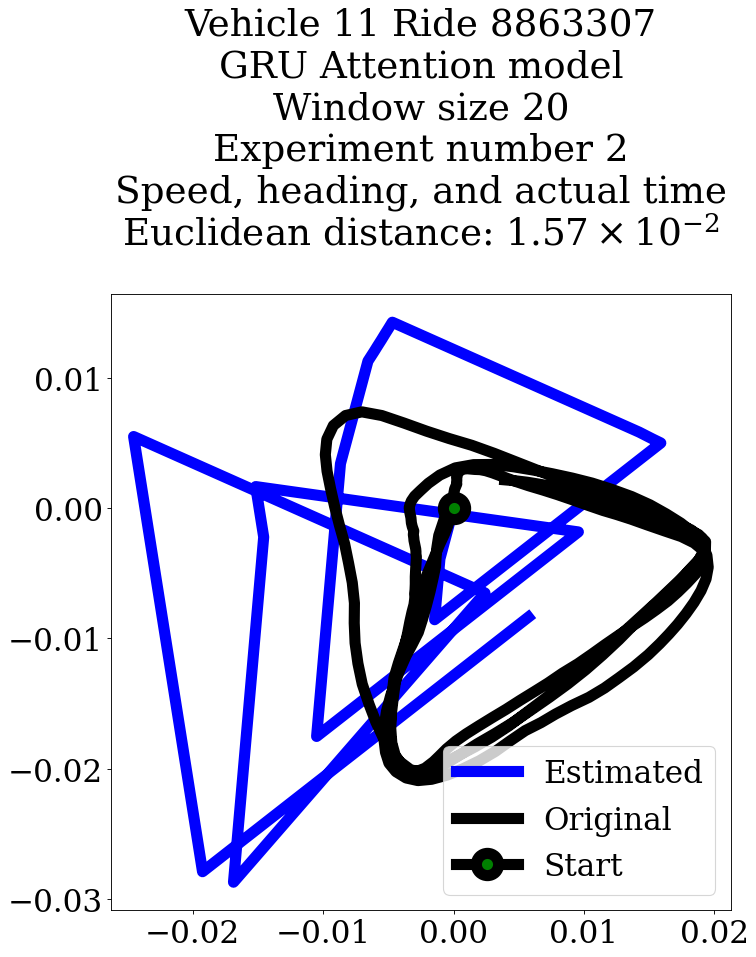 Vehicle 11 Ride 8863307
GRU Attention model
Window size 20
Experiment number 2
Speed, heading, and actual time
Euclidean distance: 1.57 × 10⁻²
0.01
0.00
−0.01
−0.02
−0.03
Estimated
Original
Start
−0.02 −0.01 0.00 0.01 0.02